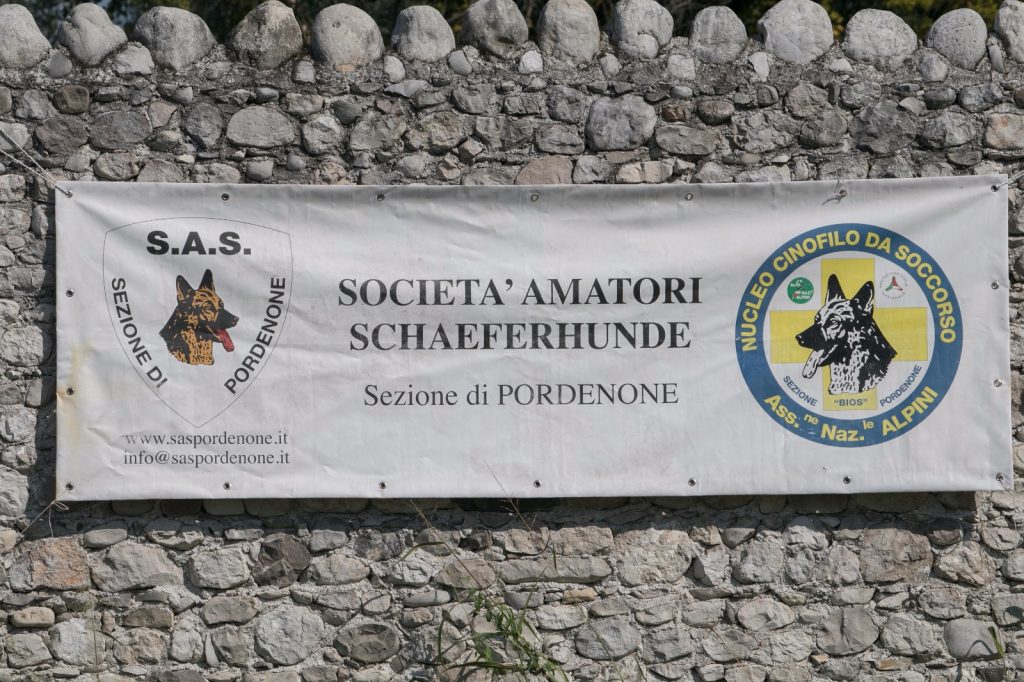 S.A.S.
SEZIONE DI PORDENONE
www.saspordenone.it
info@saspordenone.it
SOCIETA' AMATORI
SCHAEFERHUNDE
Sezione di PORDENONE
NUCLEO CINOFILO DA SOCCORSO
SEZIONE "BIOS" PORDENONE
Ass.ne Naz.le ALPINI